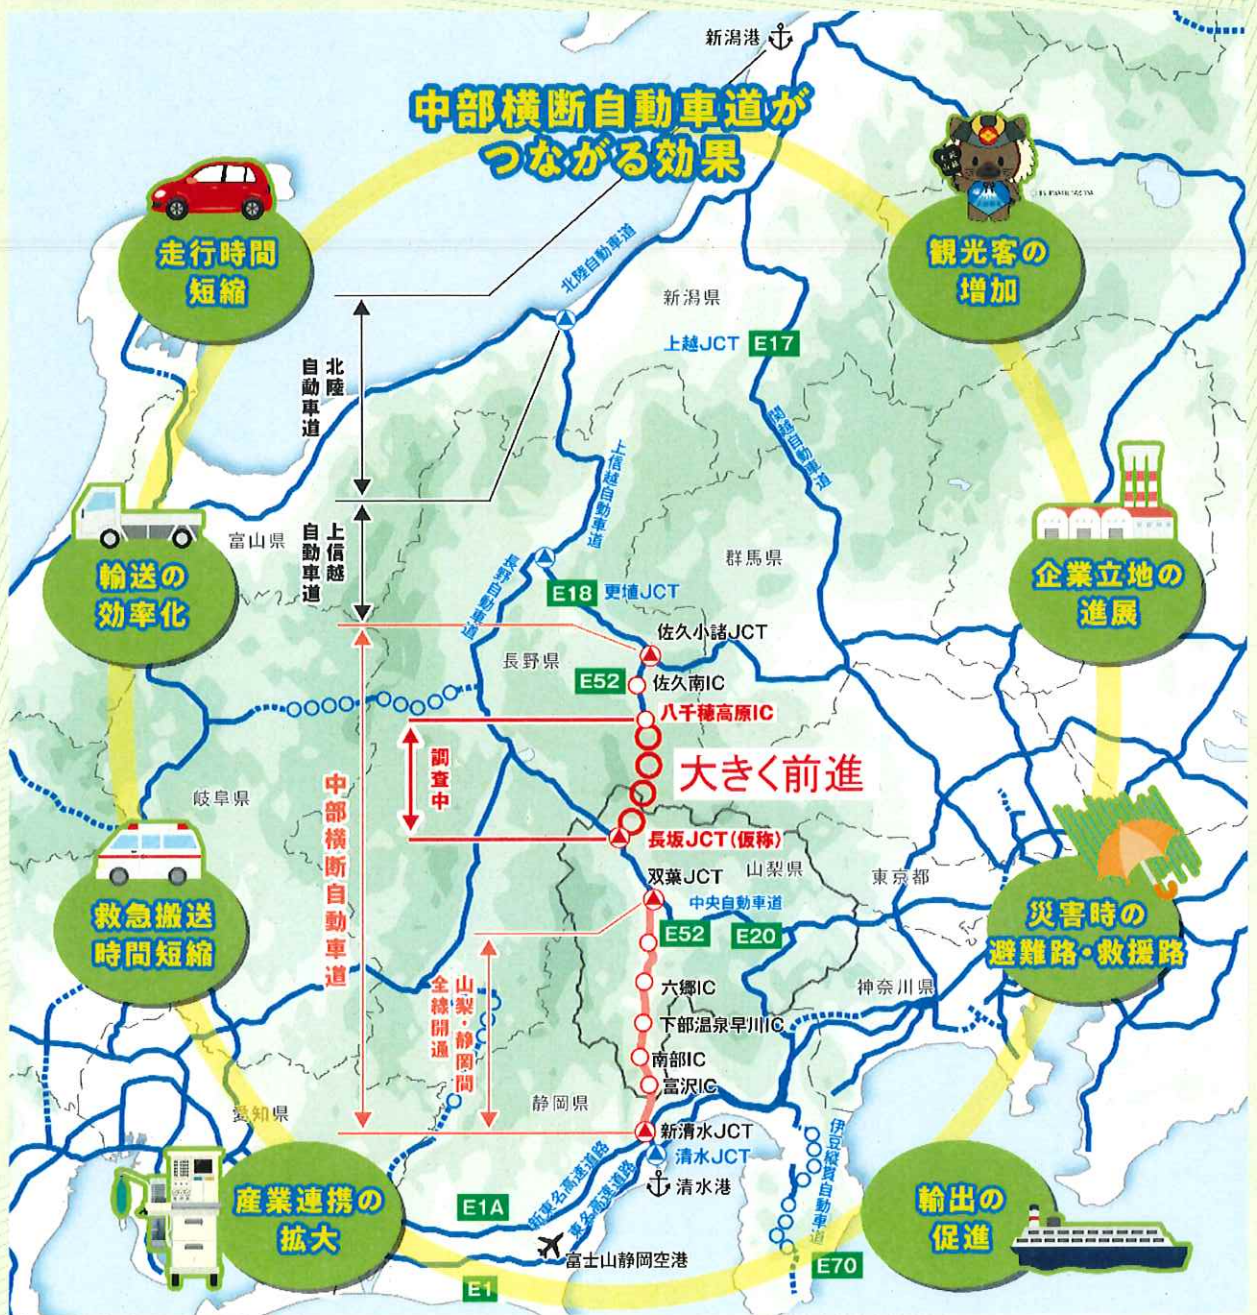 新潟港
中部横断自動車道が
つながる効果
走行時間
短縮
観光客の
増加
北陸自動車道
新潟県
上越JCT
E17
北陸
自動車道
関越自動車道
上信越自動車道
富山県
上信越
自動車道
群馬県
長野自動車道
輸送の
効率化
企業立地の
進展
E18
更埴JCT
佐久小諸JCT
長野県
E52
佐久南IC
八千穂高原IC
調査中
大きく前進
中部横断自動車道
岐阜県
長坂JCT(仮称)
山梨県
双葉JCT
東京都
中央自動車道
E52
E20
救急搬送
時間短縮
災害時の
避難路・救援路
六郷IC
神奈川県
山梨・静岡間
全線開通
下部温泉早川IC
南部IC
富沢IC
静岡県
愛知県
新清水JCT
清水JCT
清水港
伊豆縦貫自動車道
新東名高速道路
東名高速道路
産業連携の
拡大
輸出の
促進
E1A
富士山静岡空港
E70
E1